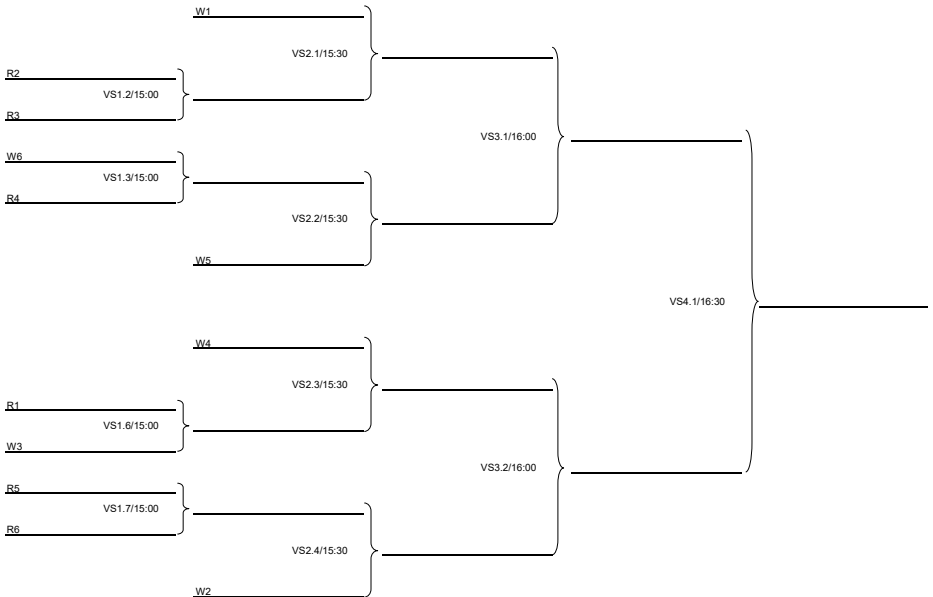 W1
VS2.1/15:30
R2
VS1.2/15:00
R3
VS3.1/16:00
W6
VS1.3/15:00
R4
VS2.2/15:30
W5
VS4.1/16:30
W4
VS2.3/15:30
R1
VS1.6/15:00
W3
VS3.2/16:00
R5
VS1.7/15:00
R6
VS2.4/15:30
W2